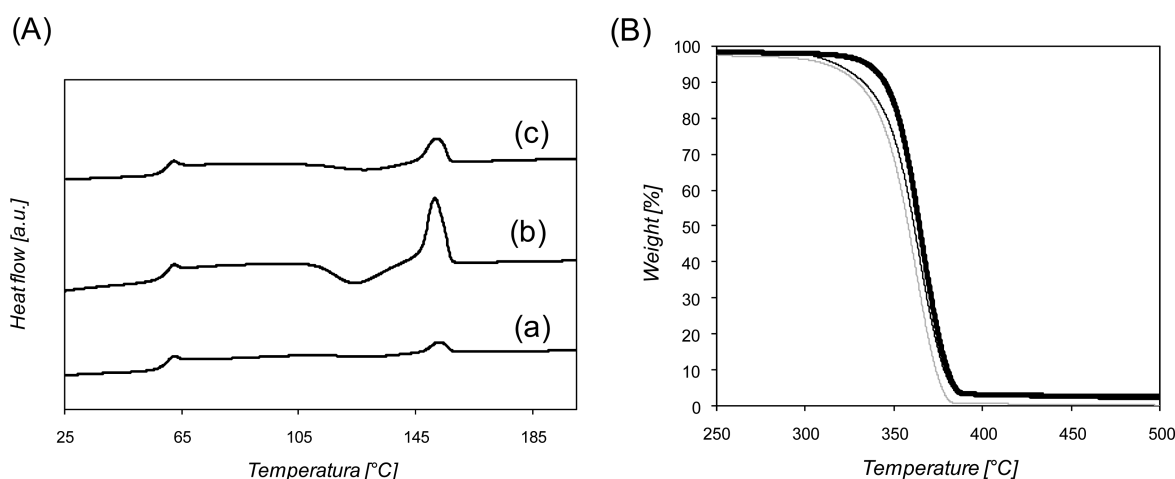 (A)
(c)
(b)
(a)
Heat flow [a.u.]
25 65 105 145 185
Temperatura [°C]
(B)
100
90
80
70
60
50
40
30
20
10
0
Weight [%]
250 300 350 400 450 500
Temperature [°C]